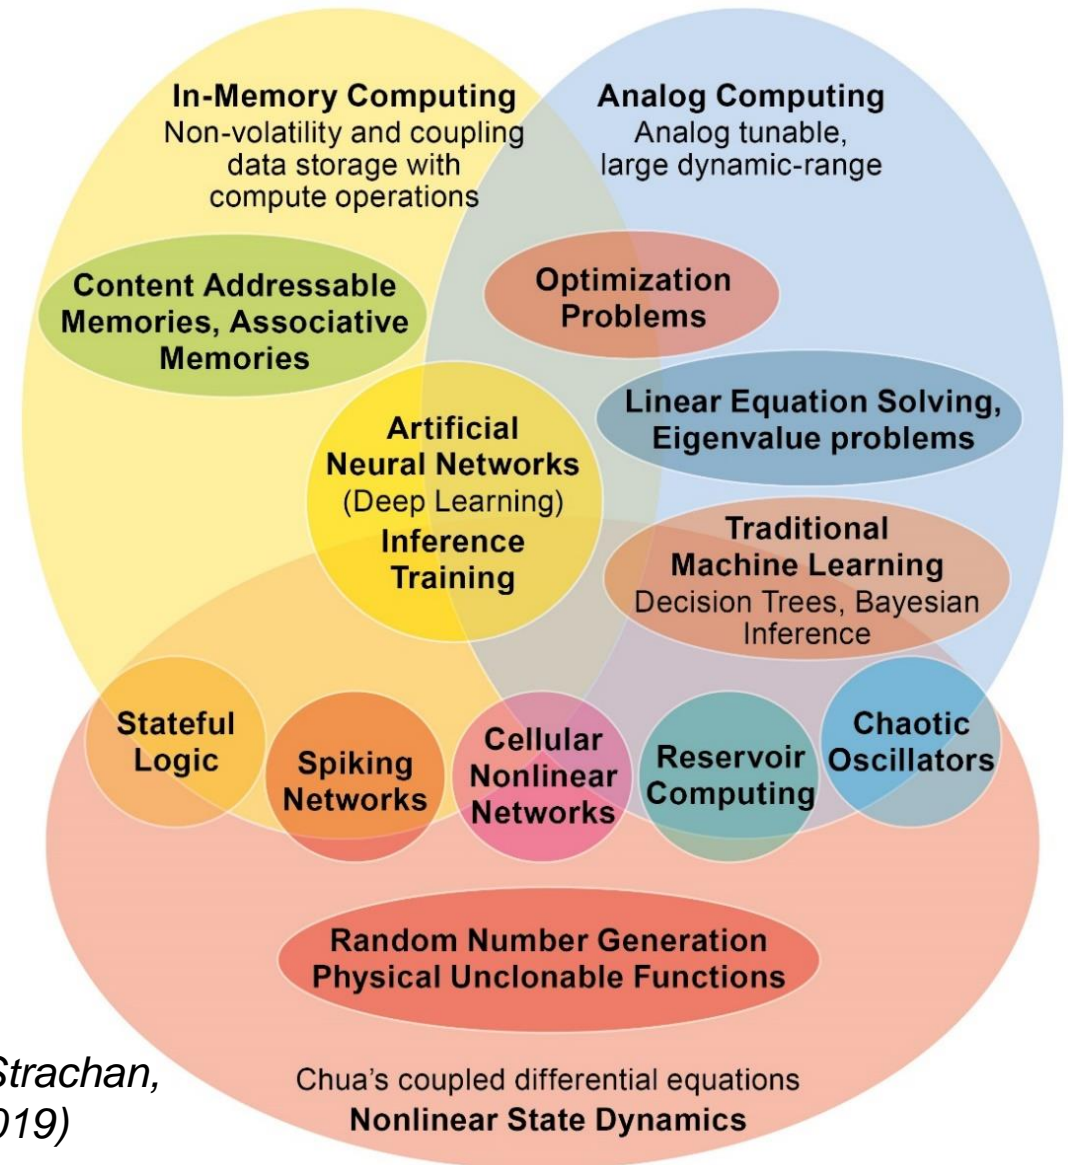 In-Memory Computing
Non-volatility and coupling
data storage with
compute operations
Analog Computing
Analog tunable,
large dynamic-range
Content Addressable
Memories, Associative
Memories
Optimization
Problems
Linear Equation Solving,
Eigenvalue problems
Artificial
Neural Networks
(Deep Learning)
Inference
Training
Traditional
Machine Learning
Decision Trees, Bayesian
Inference
Stateful
Logic
Spiking
Networks
Cellular
Nonlinear
Networks
Reservoir
Computing
Chaotic
Oscillators
Random Number Generation
Physical Unclonable Functions
Chua's coupled differential equations
Nonlinear State Dynamics
Strachan,
019)